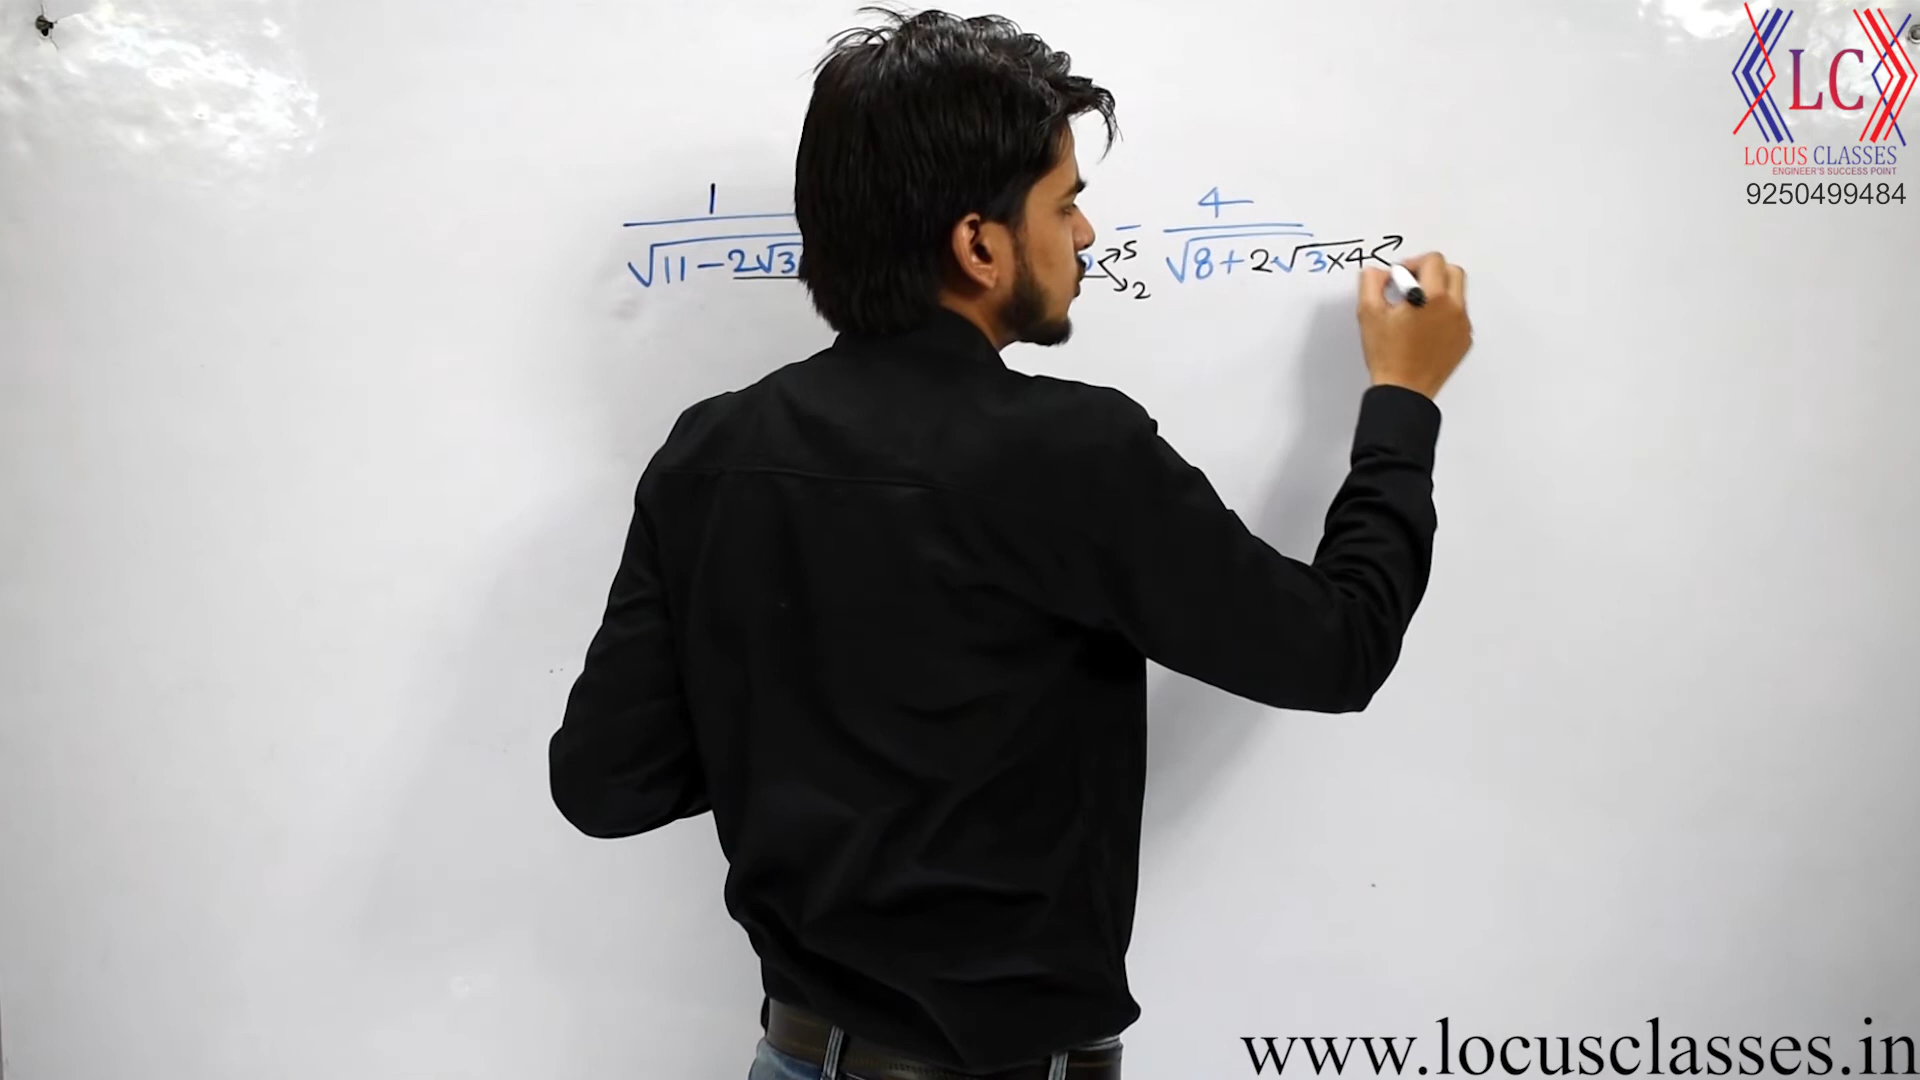 LC
LOCUS CLASSES
ENGINEER'S SUCCESS POINT
9250499484
1
√11-2√3
5
2
- 4
√8+2√3×4
www.locusclasses.in